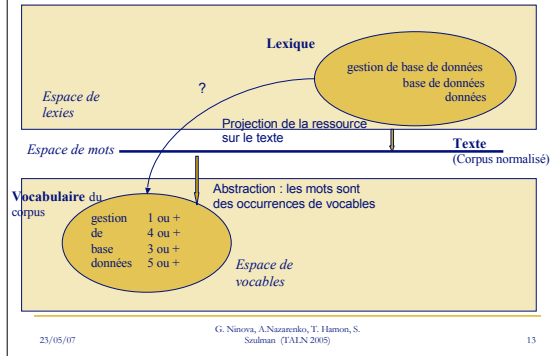 Lexique
gestion de base de données
base de données
données
?
Espace de
lexies
Projection de la ressource
sur le texte
Espace de mots
Texte
(Corpus normalisé)
Vocabulaire du
corpus
Abstraction : les mots sont
des occurrences de vocables
gestion 1 ou +
de 4 ou +
base 3 ou +
données 5 ou +
Espace de
vocables
23/05/07
G. Ninova, A.Nazarenko, T. Hamon, S.
Szulman (TALN 2005)
13